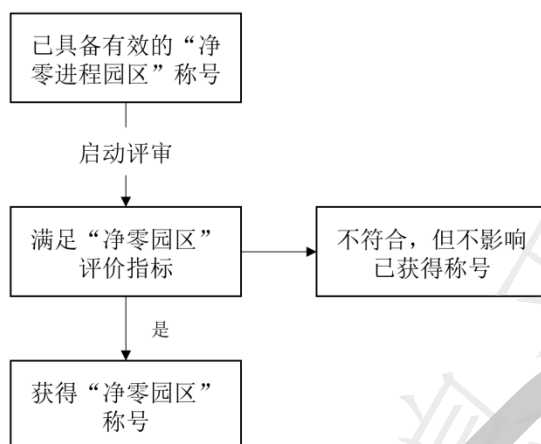 已具备有效的“净
零进程园区”称号
启动评审
满足“净零园区”
评价指标
不符合，但不影响
已获得称号
是
获得“净零园区”
称号